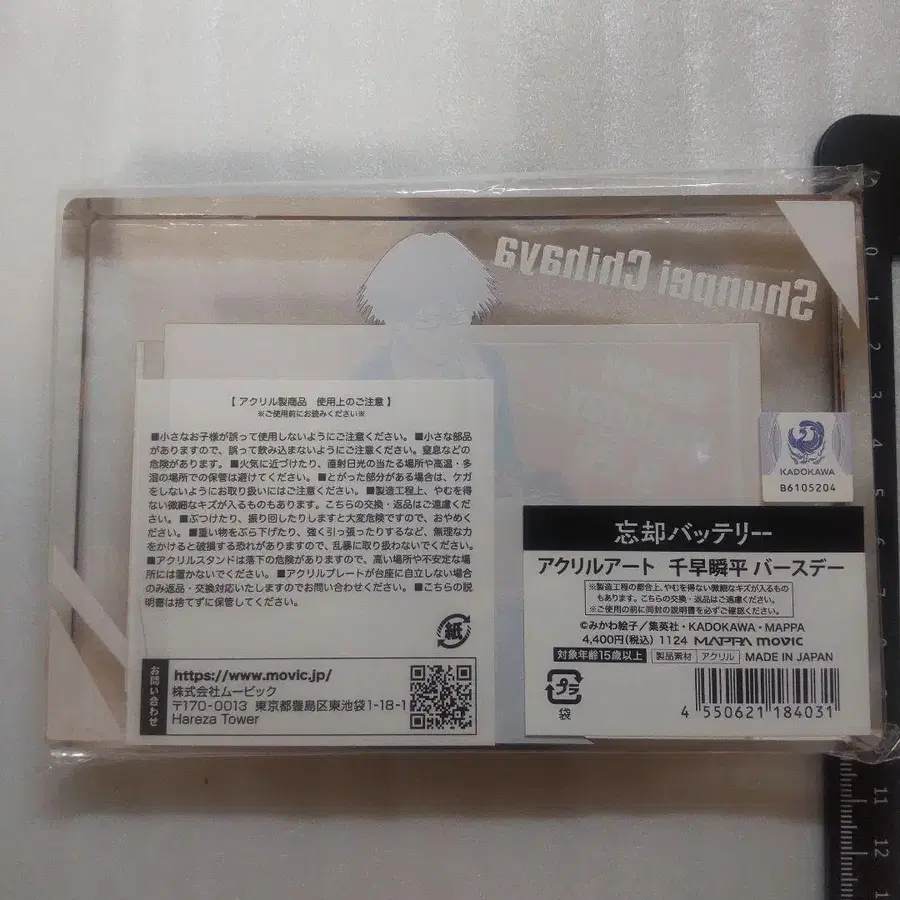 Shunpei Chihaya
【 アクリル製商品　使用上のご注意 】
※ご使用前にお読みください※
■小さなお子様が誤って使用しないようにご注意ください。■小さな部品
がありますので、誤って飲み込まないようにご注意ください。窒息などの
危険があります。■火気に近づけたり、直射日光の当たる場所や高温・多
湿の場所での保管は避けてください。■とがった部分がある場合は、ケガ
をしないようにお取り扱いにはご注意ください。■製造工程上、やむを得
ない微細なキズが入るものもあります。こちらの交換・返品はご遠慮くだ
さい。■ぶつけたり、振り回したりしますと大変危険ですので、おやめく
ださい。■重い物をぶら下げたり、強く引っ張ったりするなど、無理な力
をかけると破損する恐れがありますので、乱暴に取り扱わないでください。
■アクリルスタンドは落下の危険がありますので、高い場所や不安定な場
所には置かないでください。■アクリルプレートが台座に自立しない場合
のみ返品・交換対応いたしますのでお問い合わせください。■こちらの説
明書は捨てずに保管してください。
紙
お問い合わせ
https://www.movic.jp/
株式会社ムービック
〒170-0013 東京都豊島区東池袋1-18-1
Hareza Tower
KADOKAWA
B6105204
忘却バッテリー
アクリルアート 千早瞬平 バースデー
※製造工程の都合上、やむを得ない微細なキズが入るもの
もあります。こちらの交換・返品はご遠慮ください。
※ご使用の前に同封の説明書を必ずご確認ください。
©みかわ絵子／集英社・KADOKAWA・MAPPA
4,400円(税込) 1124 MAPPA movic
対象年齢15歳以上 製品素材 アクリル MADE IN JAPAN
プラ
袋
4 550621 184031
0
1
2
3
4
5
6
11
12